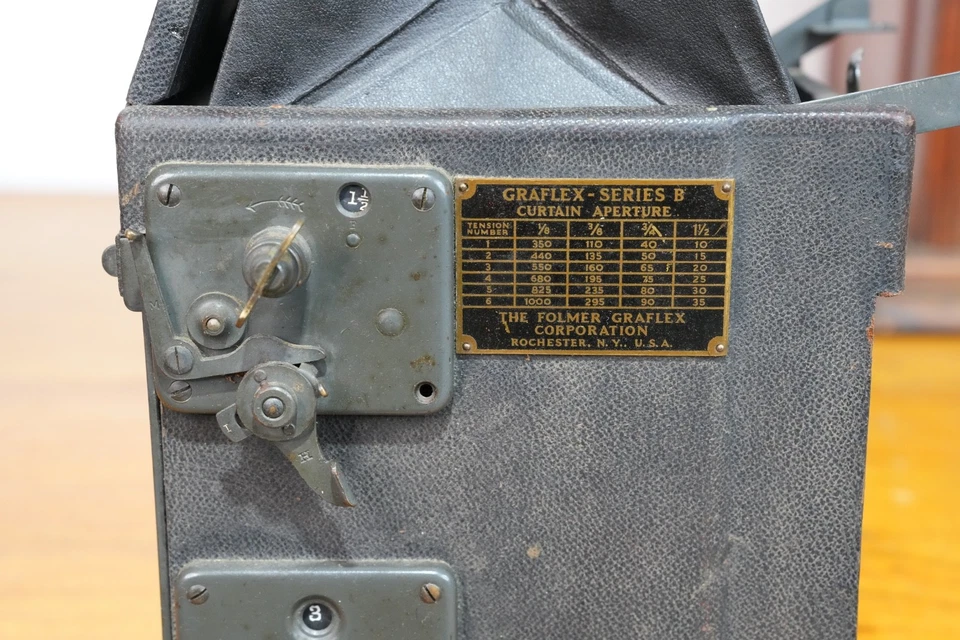 1 1/2
GRAFLEX - SERIES B
CURTAIN APERTURE
TENSION NUMBER 1/8 3/8 3/4 1 1/2
1 350 110 40 10
2 440 135 50 15
3 550 160 65 20
4 680 195 75 25
5 825 235 80 30
6 1000 295 90 35
THE FOLMER GRAFLEX
CORPORATION
ROCHESTER, N.Y., U.S.A.
I
H
3